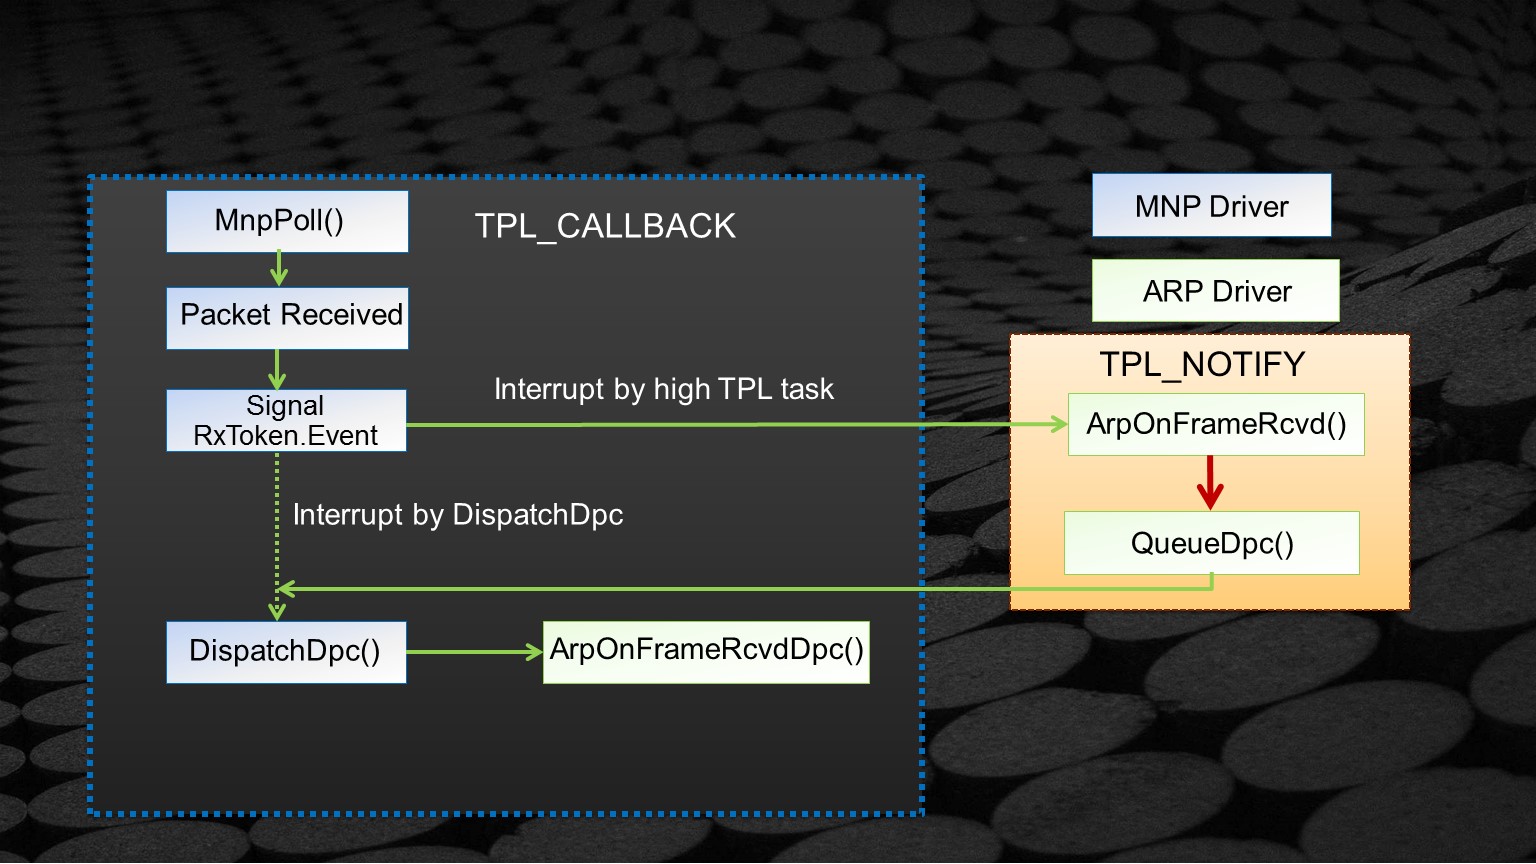 MnpPoll()
TPL_CALLBACK
Packet Received
Signal
RxToken.Event
Interrupt by high TPL task
Interrupt by DispatchDpc
DispatchDpc()
ArpOnFrameRcvdDpc()
MNP Driver
ARP Driver
TPL_NOTIFY
ArpOnFrameRcvd()
QueueDpc()